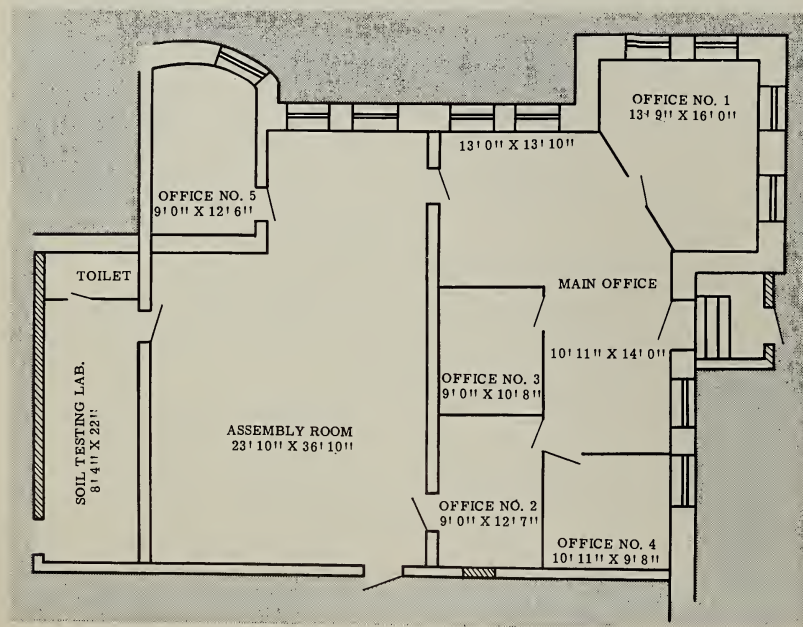 OFFICE NO. 1
13' 9" X 16' 0"
13' 0" X 13' 10"
OFFICE NO. 5
9' 0" X 12' 6"
TOILET
MAIN OFFICE
10' 11" X 14' 0"
OFFICE NO. 3
9' 0" X 10' 8"
SOIL TESTING LAB.
8' 4" X 22'
ASSEMBLY ROOM
23' 10" X 36' 10"
OFFICE NO. 2
9' 0" X 12' 7"
OFFICE NO. 4
10' 11" X 9' 8"